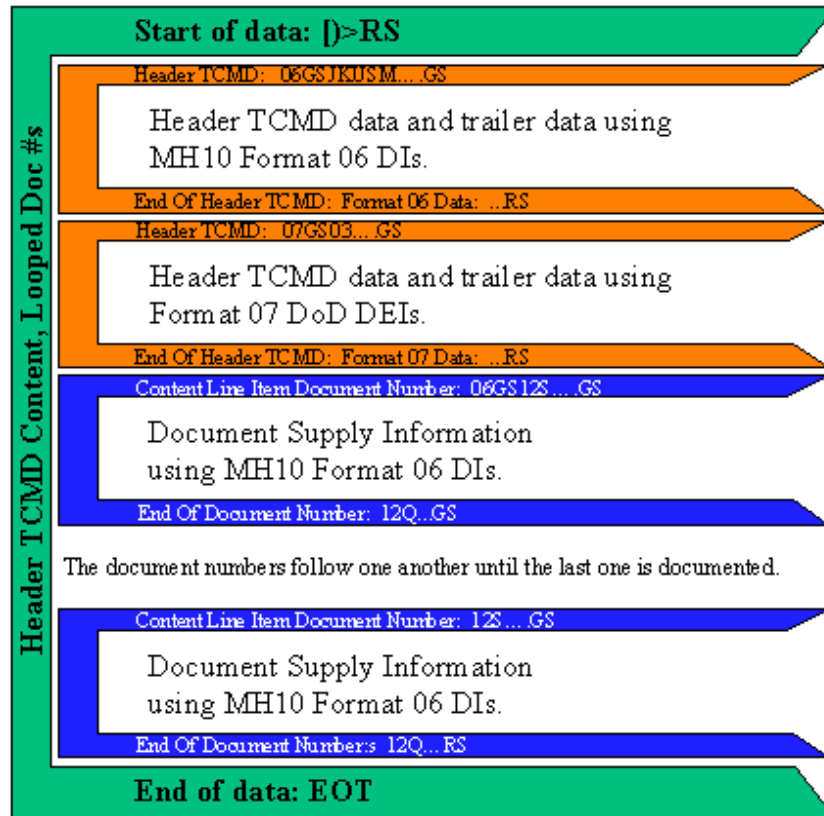 Start of data: [)>RS
Header TCMD: 06GSJKUSM... .GS
Header TCMD data and trailer data using
MH10 Format 06 DIs.
End Of Header TCMD: Format 06 Data: ...RS
Header TCMD: 07GS03... .GS
Header TCMD data and trailer data using
Format 07 DoD DEIs.
End Of Header TCMD: Format 07 Data: ...RS
Content Line Item Document Number: 06GS12S... .GS
Document Supply Information
using MH10 Format 06 DIs.
End Of Document Number: 12Q...GS
The document numbers follow one another until the last one is documented.
Content Line Item Document Number: 12S... .GS
Document Supply Information
using MH10 Format 06 DIs.
End Of Document Number:s 12Q...RS
End of data: EOT
Header TCMD Content, Looped Doc #s